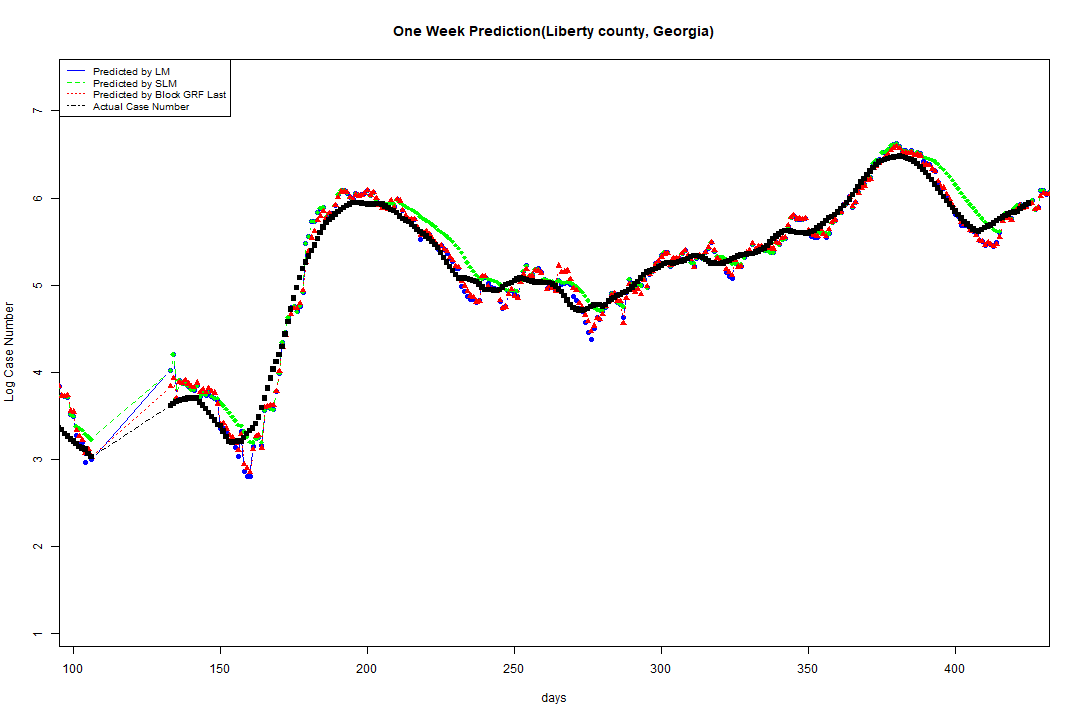 One Week Prediction(Liberty county, Georgia)
Predicted by LM
Predicted by SLM
Predicted by Block GRF Last
Actual Case Number
Log Case Number
7
6
5
4
3
2
1
100 150 200 250 300 350 400
days